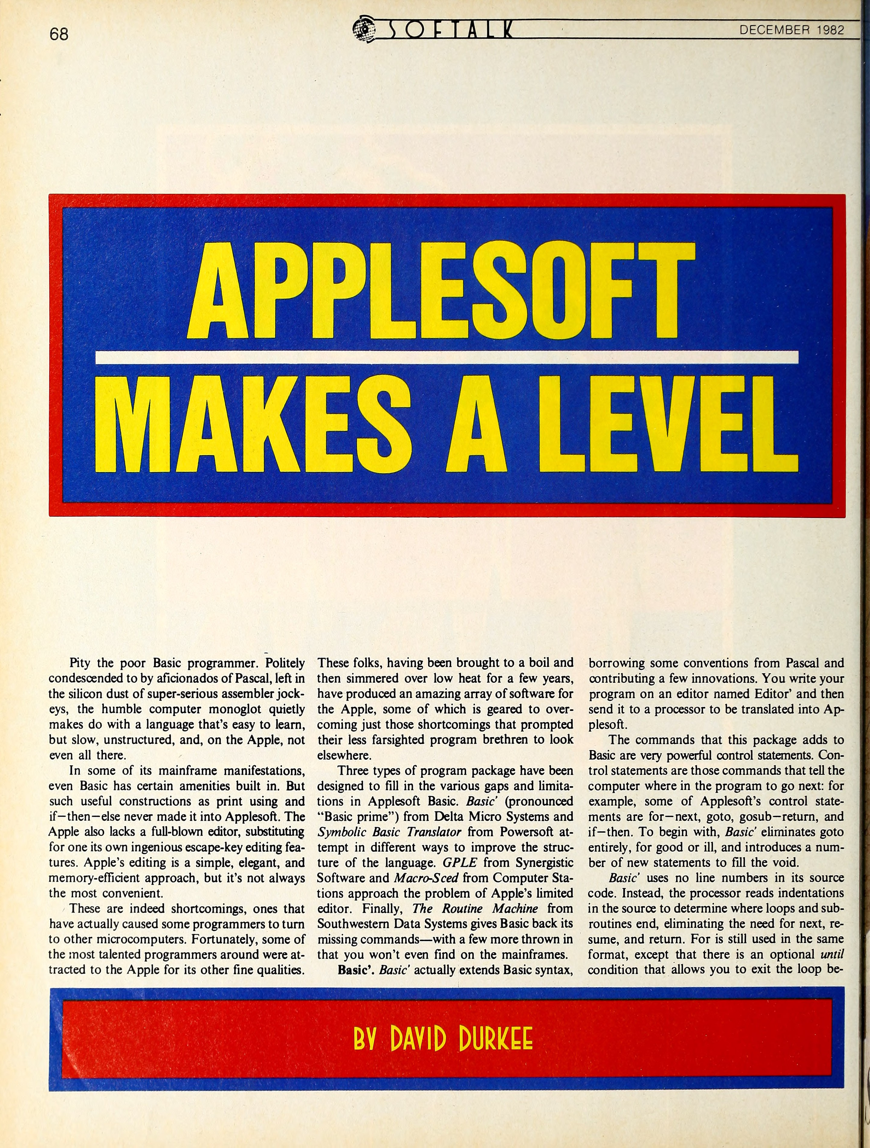 68
SOFTALK
DECEMBER 1982
APPLESOFT
MAKES A LEVEL
Pity the poor Basic programmer. Politely
condescended to by aficionados of Pascal, left in
the silicon dust of super-serious assembler jock-
eys, the humble computer monoglot quietly
makes do with a language that's easy to learn,
but slow, unstructured, and, on the Apple, not
even all there.
In some of its mainframe manifestations,
even Basic has certain amenities built in. But
such useful constructions as print using and
if—then—else never made it into Applesoft. The
Apple also lacks a full-blown editor, substituting
for one its own ingenious escape-key editing fea-
tures. Apple's editing is a simple, elegant, and
memory-efficient approach, but it's not always
the most convenient.
These are indeed shortcomings, ones that
have actually caused some programmers to turn
to other microcomputers. Fortunately, some of
the most talented programmers around were at-
tracted to the Apple for its other fine qualities.
These folks, having been brought to a boil and
then simmered over low heat for a few years,
have produced an amazing array of software for
the Apple, some of which is geared to over-
coming just those shortcomings that prompted
their less farsighted program brethren to look
elsewhere.
Three types of program package have been
designed to fill in the various gaps and limita-
tions in Applesoft Basic. Basic' (pronounced
"Basic prime") from Delta Micro Systems and
Symbolic Basic Translator from Powersoft at-
tempt in different ways to improve the struc-
ture of the language. GPLE from Synergistic
Software and Macro-Sced from Computer Sta-
tions approach the problem of Apple's limited
editor. Finally, The Routine Machine from
Southwestern Data Systems gives Basic back its
missing commands—with a few more thrown in
that you won't even find on the mainframes.
Basic'. Basic' actually extends Basic syntax,
borrowing some conventions from Pascal and
contributing a few innovations. You write your
program on an editor named Editor' and then
send it to a processor to be translated into Ap-
plesoft.
The commands that this package adds to
Basic are very powerful control statements. Con-
trol statements are those commands that tell the
computer where in the program to go next: for
example, some of Applesoft's control state-
ments are for—next, goto, gosub—return, and
if—then. To begin with, Basic' eliminates goto
entirely, for good or ill, and introduces a num-
ber of new statements to fill the void.
Basic' uses no line numbers in its source
code. Instead, the processor reads indentations
in the source to determine where loops and sub-
routines end, eliminating the need for next, re-
sume, and return. For is still used in the same
format, except that there is an optional until
condition that allows you to exit the loop be-
BY DAVID DURKEE